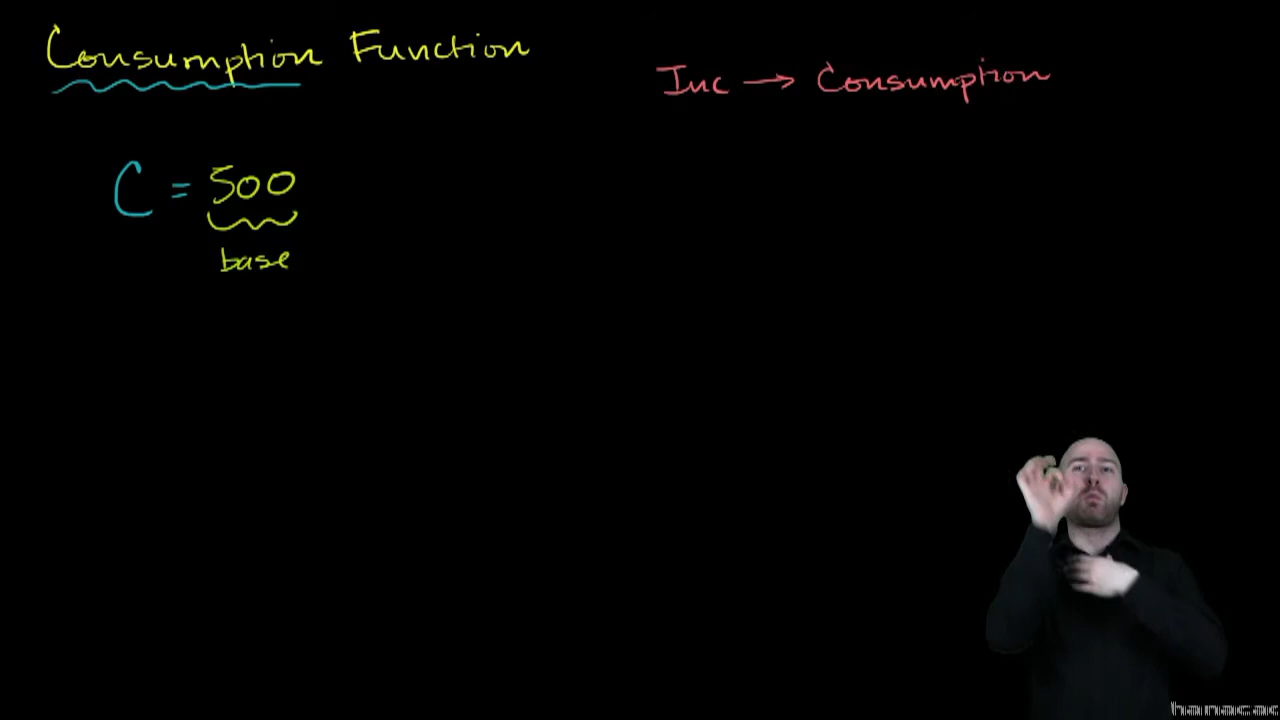 Consumption Function
Inc → Consumption
C = 500
base